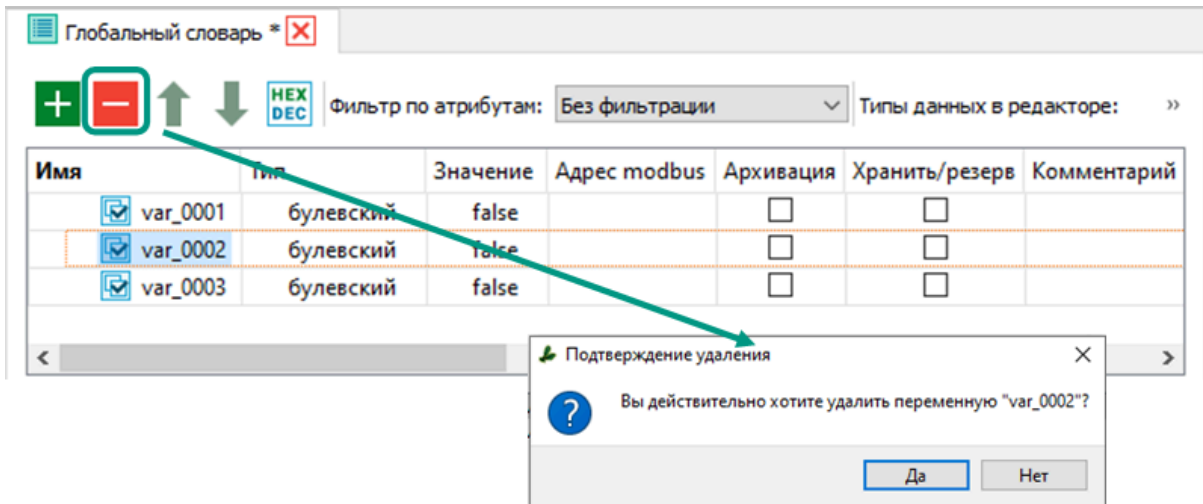 Глобальный словарь *
HEX DEC Фильтр по атрибутам: Без фильтрации Типы данных в редакторе: »
Имя Тип Значение Адрес modbus Архивация Хранить/резерв Комментарий
var_0001 булевский false
var_0002 булевский false
var_0003 булевский false
Подтверждение удаления
Вы действительно хотите удалить переменную "var_0002"?
Да Нет